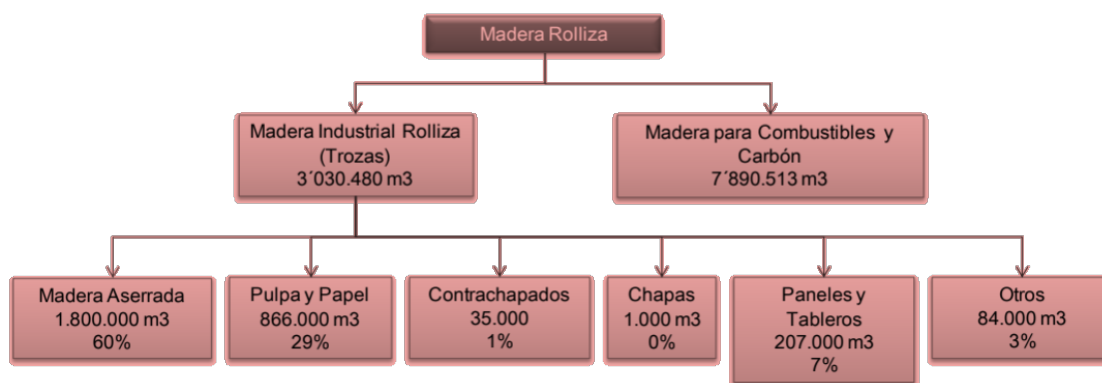 Madera Rolliza
Madera Industrial Rolliza
(Trozas)
3´030.480 m3
Madera para Combustibles y
Carbón
7´890.513 m3
Madera Aserrada
1.800.000 m3
60%
Pulpa y Papel
866.000 m3
29%
Contrachapados
35.000
1%
Chapas
1.000 m3
0%
Paneles y
Tableros
207.000 m3
7%
Otros
84.000 m3
3%